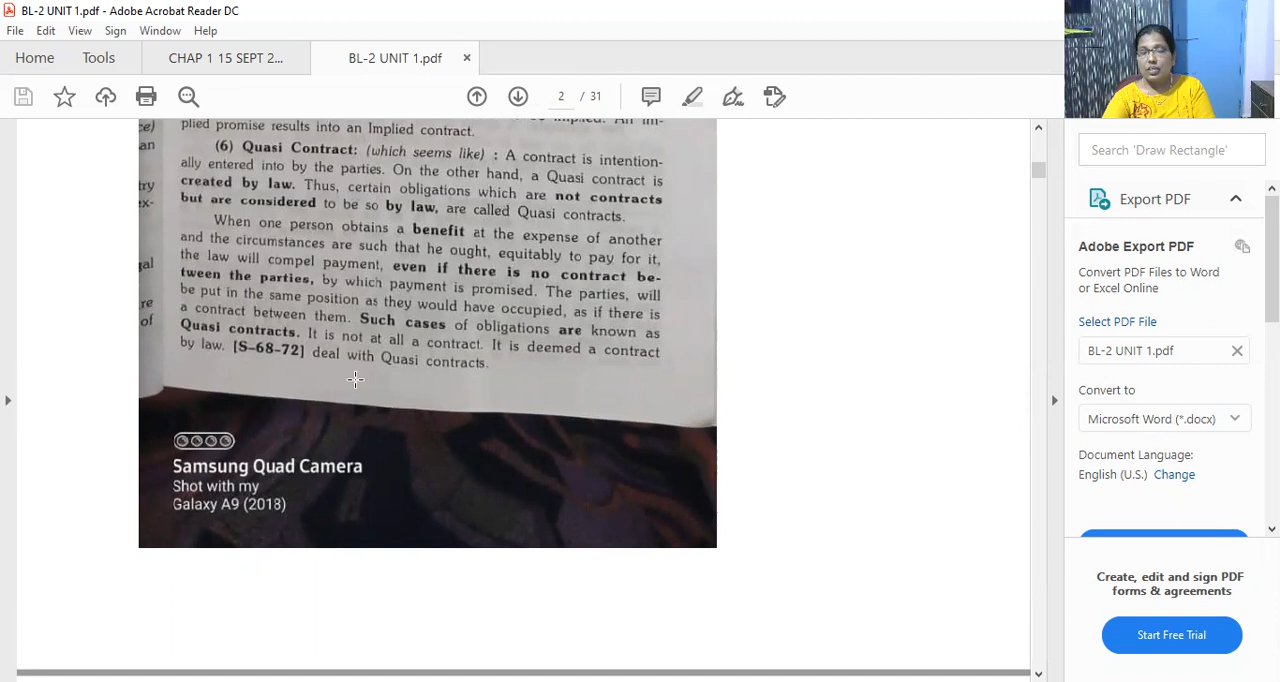 BL-2 UNIT 1.pdf - Adobe Acrobat Reader DC
File Edit View Sign Window Help
Home Tools CHAP 1 15 SEPT 2... BL-2 UNIT 1.pdf ×
2 / 31
plied promise results into an Implied contract.
(6) Quasi Contract: (which seems like) : A contract is intention-
ally entered into by the parties. On the other hand, a Quasi contract is
created by law. Thus, certain obligations which are not contracts
but are considered to be so by law, are called Quasi contracts.
When one person obtains a benefit at the expense of another
and the circumstances are such that he ought, equitably to pay for it,
the law will compel payment, even if there is no contract be-
tween the parties, by which payment is promised. The parties, will
be put in the same position as they would have occupied, as if there is
a contract between them. Such cases of obligations are known as
Quasi contracts. It is not at all a contract. It is deemed a contract
by law. [S-68-72] deal with Quasi contracts.
ce)
an
try
ex-
gal
re
of
Samsung Quad Camera
Shot with my
Galaxy A9 (2018)
Search 'Draw Rectangle'
Export PDF
Adobe Export PDF
Convert PDF Files to Word
or Excel Online
Select PDF File
BL-2 UNIT 1.pdf
Convert to
Microsoft Word (*.docx)
Document Language:
English (U.S.) Change
Create, edit and sign PDF
forms & agreements
Start Free Trial